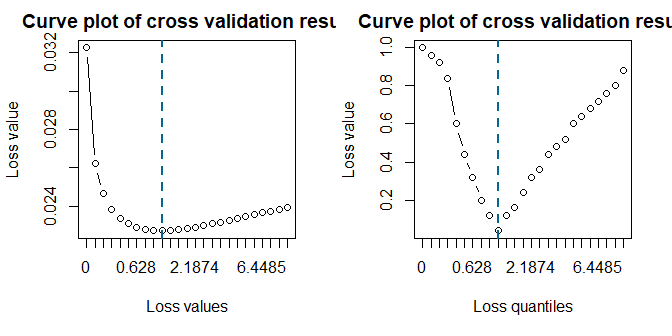 Curve plot of cross validation resu
Loss value
0.032
0.028
0.024
0
0.628
2.1874
6.4485
Loss values
Curve plot of cross validation resu
Loss value
1.0
0.8
0.6
0.4
0.2
0
0.628
2.1874
6.4485
Loss quantiles